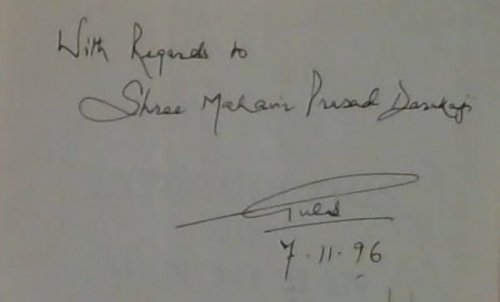 With Regards to
Shree Mahavir Prasad
7.11.96